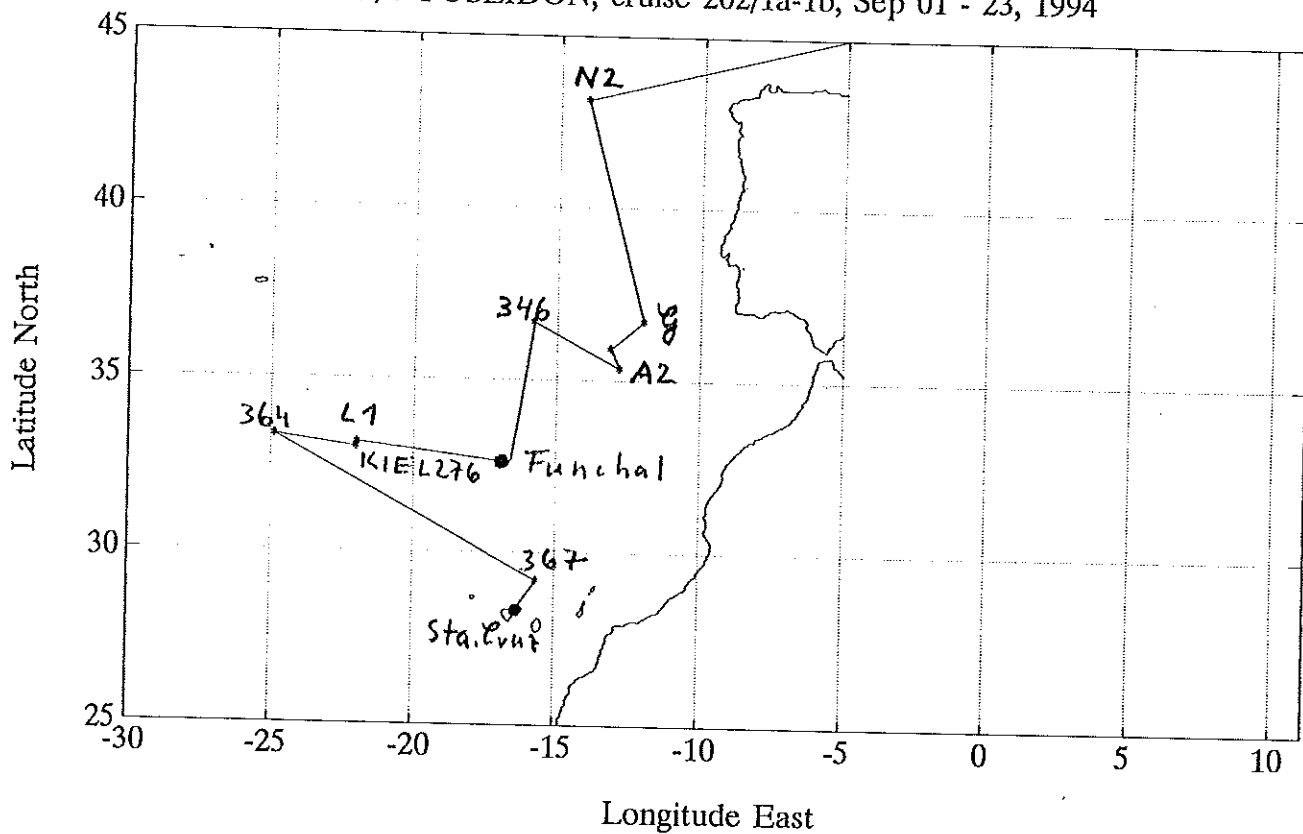 POSEIDON, cruise 202/1a-1b, Sep 01 - 23, 1994
45
N2
40
346
G
35
A2
364
L1
KIEL276
Funchal
30
367
Sta. Cruz
25
-30 -25 -20 -15 -10 -5 0 5 10
Latitude North
Longitude East